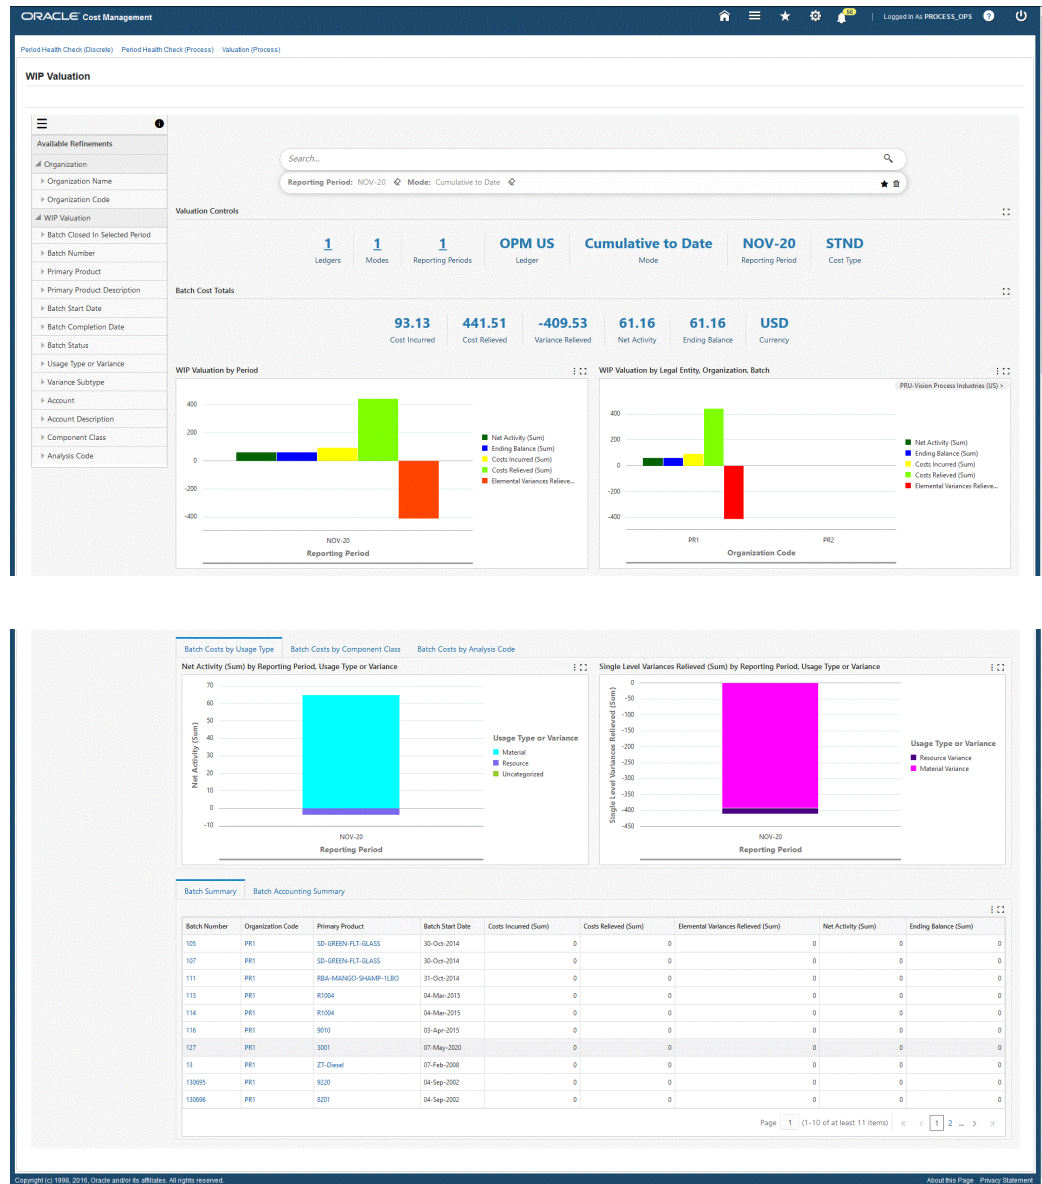 ORACLE Cost Management 56 Logged In As PROCESS_OPS ?
Period Health Check (Discrete) Period Health Check (Process) Valuation (Process)
WIP Valuation
Available Refinements
Organization
Organization Name
Organization Code
WIP Valuation
Batch Closed In Selected Period
Batch Number
Primary Product
Primary Product Description
Batch Start Date
Batch Completion Date
Batch Status
Usage Type or Variance
Variance Subtype
Account
Account Description
Component Class
Analysis Code
Search...
Reporting Period: NOV-20 Mode: Cumulative to Date
Valuation Controls
1 1 1 OPM US Cumulative to Date NOV-20 STND
Ledgers Modes Reporting Periods Ledger Mode Reporting Period Cost Type
Batch Cost Totals
93.13 441.51 -409.53 61.16 61.16 USD
Cost Incurred Cost Relieved Variance Relieved Net Activity Ending Balance Currency
WIP Valuation by Period
400
200
0
-200
-400
NOV-20
Reporting Period
Net Activity (Sum)
Ending Balance (Sum)
Costs Incurred (Sum)
Costs Relieved (Sum)
Elemental Variances Relieve...
WIP Valuation by Legal Entity, Organization, Batch
PRU-Vision Process Industries (US) >
400
200
0
-200
-400
PR1 PR2
Organization Code
Net Activity (Sum)
Ending Balance (Sum)
Costs Incurred (Sum)
Costs Relieved (Sum)
Elemental Variances Relieve...
Batch Costs by Usage Type Batch Costs by Component Class Batch Costs by Analysis Code
Net Activity (Sum) by Reporting Period, Usage Type or Variance
Net Activity (Sum)
70
60
50
40
30
20
10
0
-10
NOV-20
Reporting Period
Usage Type or Variance
Material
Resource
Uncategorized
Single Level Variances Relieved (Sum) by Reporting Period, Usage Type or Variance
Single Level Variances Relieved (Sum)
0
-50
-100
-150
-200
-250
-300
-350
-400
-450
NOV-20
Reporting Period
Usage Type or Variance
Resource Variance
Material Variance
Batch Summary Batch Accounting Summary
Batch Number Organization Code Primary Product Batch Start Date Costs Incurred (Sum) Costs Relieved (Sum) Elemental Variances Relieved (Sum) Net Activity (Sum) Ending Balance (Sum)
105 PR1 SD-GREEN-FLT-GLASS 30-Oct-2014 0 0 0 0 0
107 PR1 SD-GREEN-FLT-GLASS 30-Oct-2014 0 0 0 0 0
111 PR1 RBA-MANGO-SHAMP-1LBO 31-Oct-2014 0 0 0 0 0
113 PR1 R1004 04-Mar-2015 0 0 0 0 0
114 PR1 R1004 04-Mar-2015 0 0 0 0 0
116 PR1 9010 03-Apr-2015 0 0 0 0 0
127 PR1 3001 07-May-2020 0 0 0 0 0
13 PR1 ZT-Diesel 07-Feb-2008 0 0 0 0 0
130695 PR1 9220 04-Sep-2002 0 0 0 0 0
130696 PR1 8201 04-Sep-2002 0 0 0 0 0
Page 1 (1-10 of at least 11 items) 1 2 ...
Copyright (c) 1998, 2016, Oracle and/or its affiliates. All rights reserved. About this Page Privacy Statement